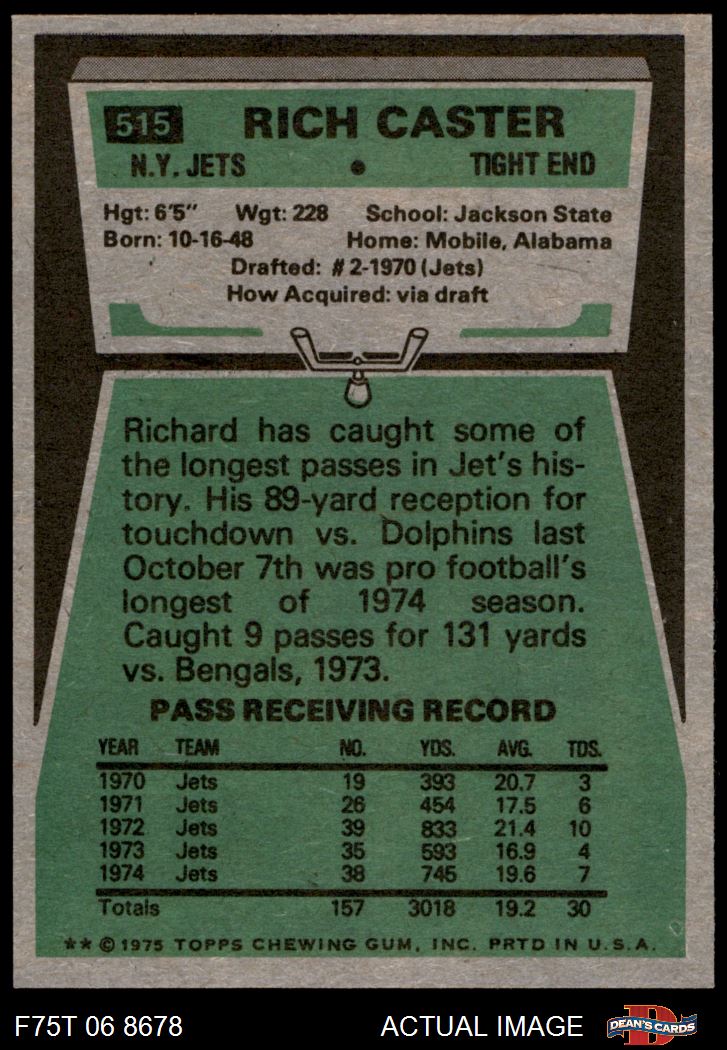 515 RICH CASTER
N.Y. JETS • TIGHT END
Hgt: 6'5" Wgt: 228 School: Jackson State
Born: 10-16-48 Home: Mobile, Alabama
Drafted: #2-1970 (Jets)
How Acquired: via draft
Richard has caught some of
the longest passes in Jet's his-
tory. His 89-yard reception for
touchdown vs. Dolphins last
October 7th was pro football's
longest of 1974 season.
Caught 9 passes for 131 yards
vs. Bengals, 1973.
PASS RECEIVING RECORD
YEAR TEAM NO. YDS. AVG. TDS.
1970 Jets 19 393 20.7 3
1971 Jets 26 454 17.5 6
1972 Jets 39 833 21.4 10
1973 Jets 35 593 16.9 4
1974 Jets 38 745 19.6 7
Totals 157 3018 19.2 30
** © 1975 TOPPS CHEWING GUM, INC. PRTD IN U.S.A.
F75T 06 8678 ACTUAL IMAGE D DEAN'S CARDS